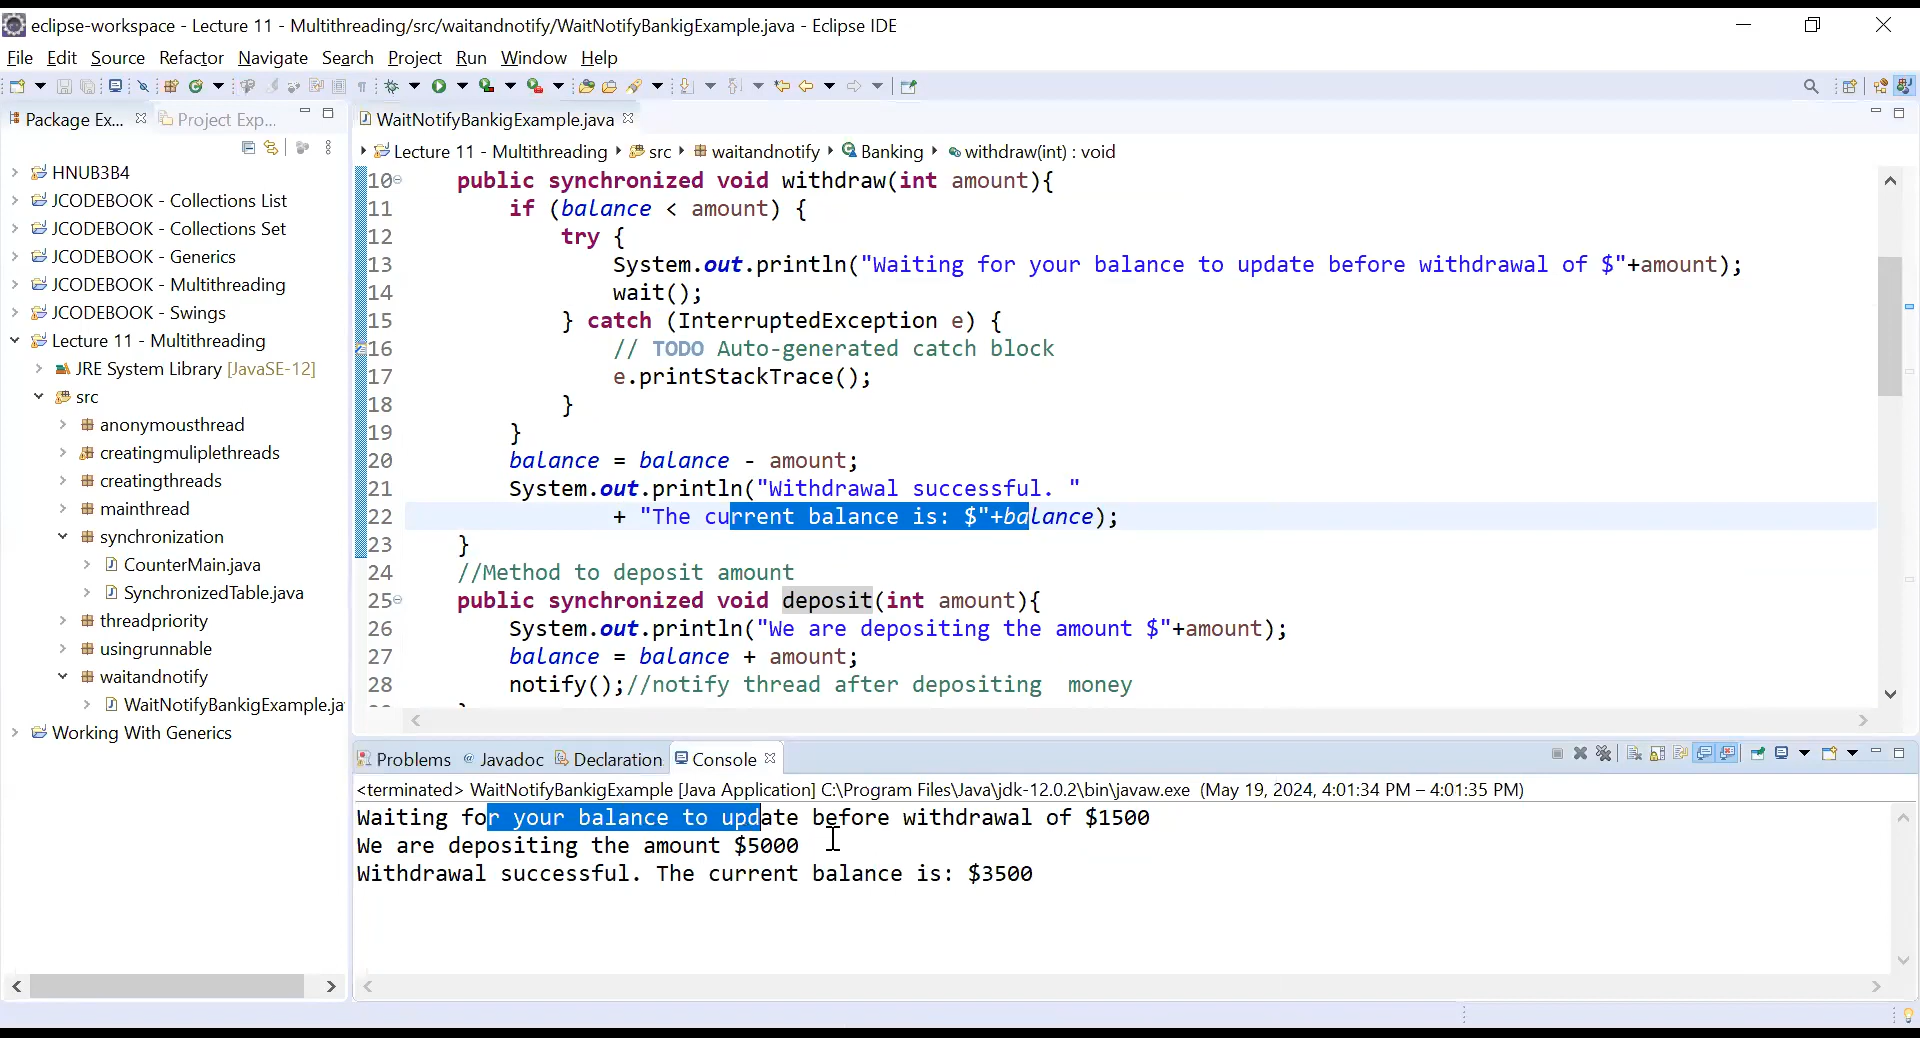 eclipse-workspace - Lecture 11 - Multithreading/src/waitandnotify/WaitNotifyBankigExample.java - Eclipse IDE
File Edit Source Refactor Navigate Search Project Run Window Help
Package Ex... Project Exp...
HNUB3B4
JCODEBOOK - Collections List
JCODEBOOK - Collections Set
JCODEBOOK - Generics
JCODEBOOK - Multithreading
JCODEBOOK - Swings
Lecture 11 - Multithreading
JRE System Library [JavaSE-12]
src
anonymousthread
creatingmuliplethreads
creatingthreads
mainthread
synchronization
CounterMain.java
SynchronizedTable.java
threadpriority
usingrunnable
waitandnotify
WaitNotifyBankigExample.ja
Working With Generics
WaitNotifyBankigExample.java
Lecture 11 - Multithreading src waitandnotify Banking withdraw(int) : void
10 public synchronized void withdraw(int amount){
11 if (balance < amount) {
12 try {
13 System.out.println("Waiting for your balance to update before withdrawal of $"+amount);
14 wait();
15 } catch (InterruptedException e) {
16 // TODO Auto-generated catch block
17 e.printStackTrace();
18 }
19 }
20 balance = balance - amount;
21 System.out.println("Withdrawal successful. "
22 + "The current balance is: $"+balance);
23 }
24 //Method to deposit amount
25 public synchronized void deposit(int amount){
26 System.out.println("We are depositing the amount $"+amount);
27 balance = balance + amount;
28 notify();//notify thread after depositing  money
Problems Javadoc Declaration Console
<terminated> WaitNotifyBankigExample [Java Application] C:\Program Files\Java\jdk-12.0.2\bin\javaw.exe (May 19, 2024, 4:01:34 PM – 4:01:35 PM)
Waiting for your balance to update before withdrawal of $1500
We are depositing the amount $5000
Withdrawal successful. The current balance is: $3500